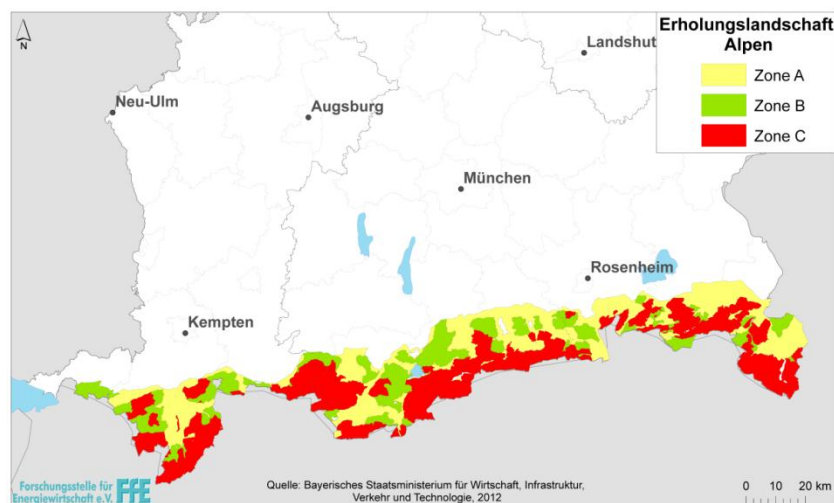 N
Erholungslandschaft
Alpen
Zone A
Zone B
Zone C
Landshut
Neu-Ulm
Augsburg
München
Rosenheim
Kempten
Forschungsstelle für
Energiewirtschaft e.V.
FfE
Quelle: Bayerisches Staatsministerium für Wirtschaft, Infrastruktur,
Verkehr und Technologie, 2012
0 10 20 km